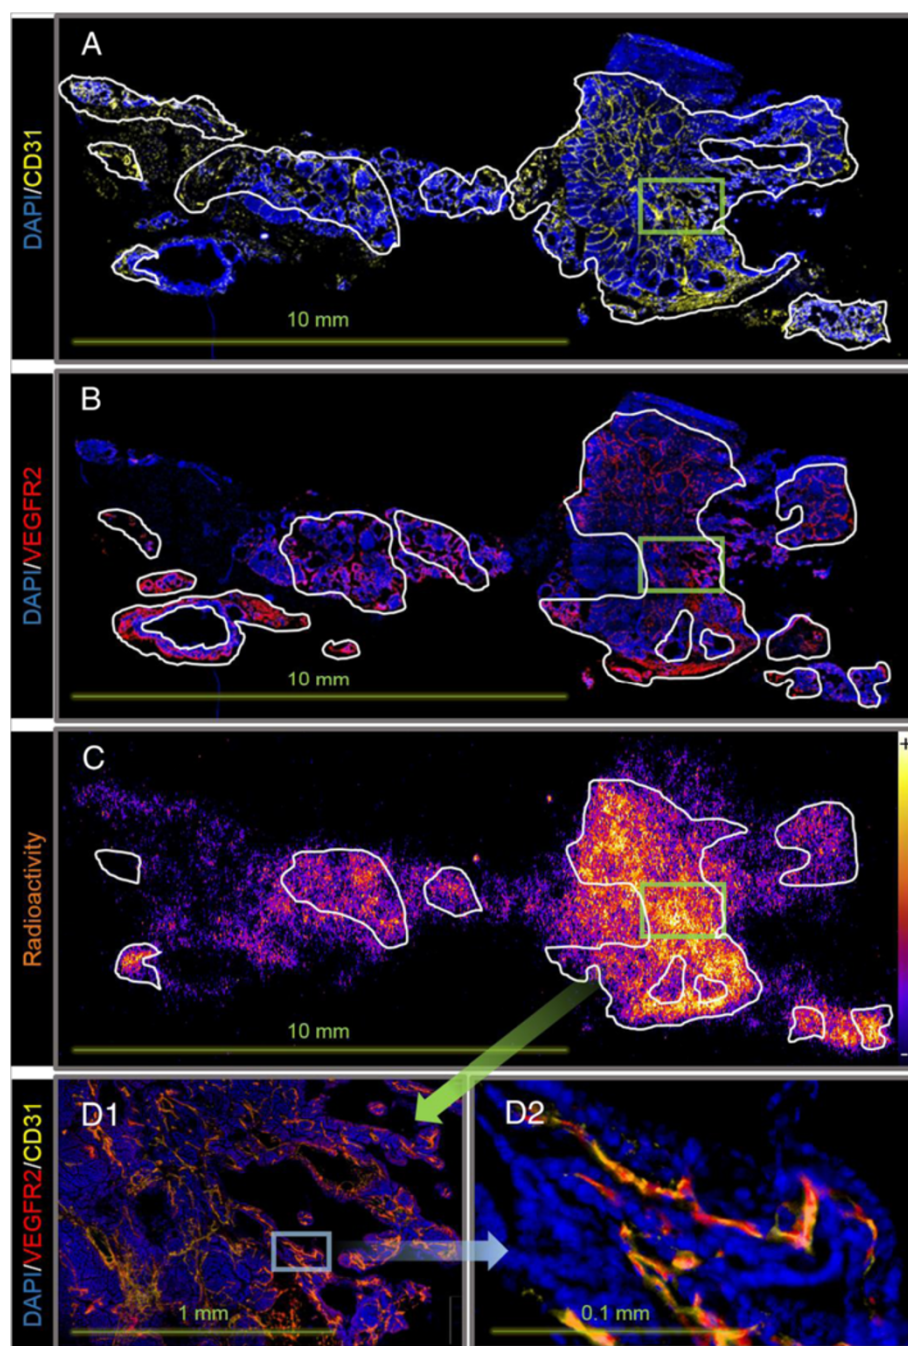 A
DAPI/CD31
10 mm
B
DAPI/VEGFR2
10 mm
C
Radioactivity
+
−
10 mm
D1
D2
DAPI/VEGFR2/CD31
1 mm
0.1 mm